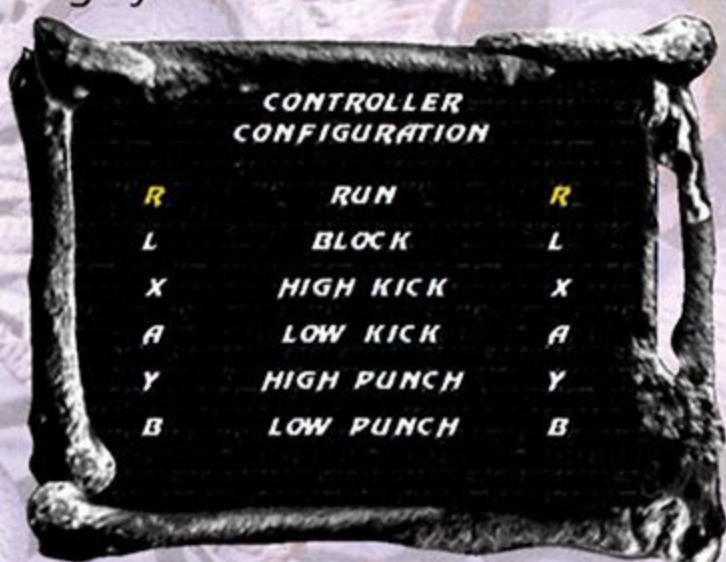 CONTROLLER
CONFIGURATION
R RUN R
L BLOCK L
X HIGH KICK X
A LOW KICK A
Y HIGH PUNCH Y
B LOW PUNCH B